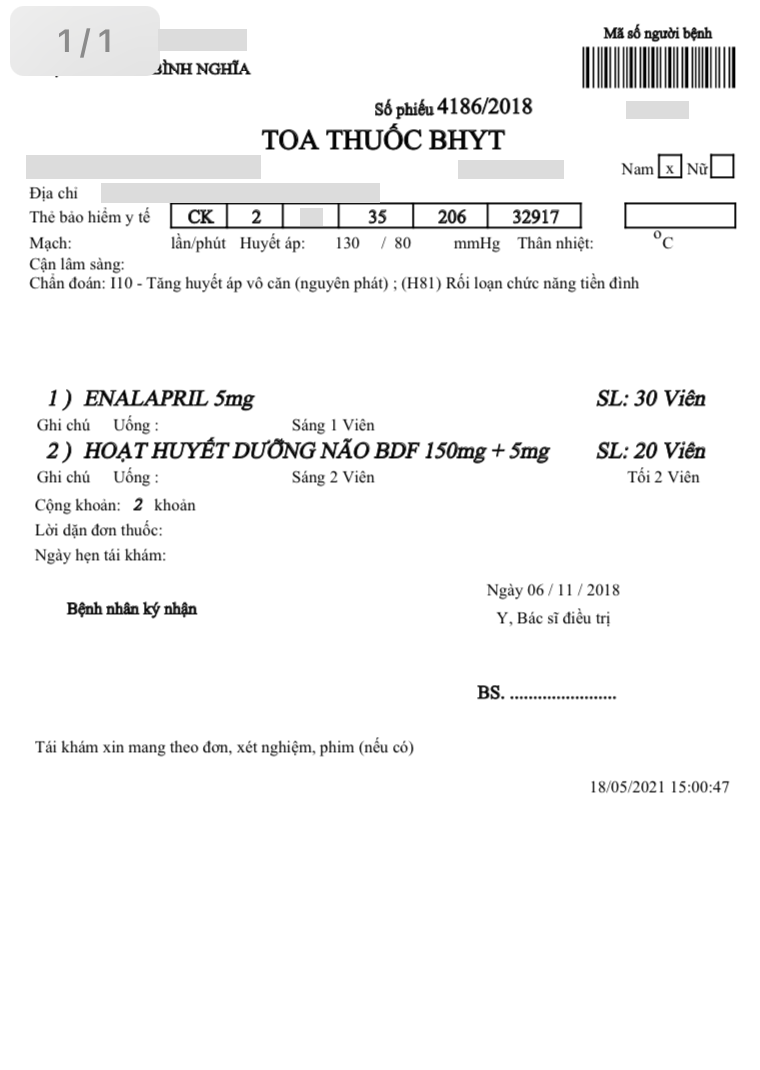 1/1
BÌNH NGHĨA
Mã số người bệnh
Số phiếu 4186/2018
TOA THUỐC BHYT
Nam x Nữ
Địa chỉ
Thẻ bảo hiểm y tế CK 2 35 206 32917
Mạch: lần/phút Huyết áp: 130 / 80 mmHg Thân nhiệt: °C
Cận lâm sàng:
Chẩn đoán: I10 - Tăng huyết áp vô căn (nguyên phát) ; (H81) Rối loạn chức năng tiền đình
1 ) ENALAPRIL 5mg SL: 30 Viên
Ghi chú Uống : Sáng 1 Viên
2 ) HOẠT HUYẾT DƯỠNG NÃO BDF 150mg + 5mg SL: 20 Viên
Ghi chú Uống : Sáng 2 Viên Tối 2 Viên
Cộng khoản: 2 khoản
Lời dặn đơn thuốc:
Ngày hẹn tái khám:
Ngày 06 / 11 / 2018
Bệnh nhân ký nhận
Y, Bác sĩ điều trị
BS. .......................
Tái khám xin mang theo đơn, xét nghiệm, phim (nếu có)
18/05/2021 15:00:47